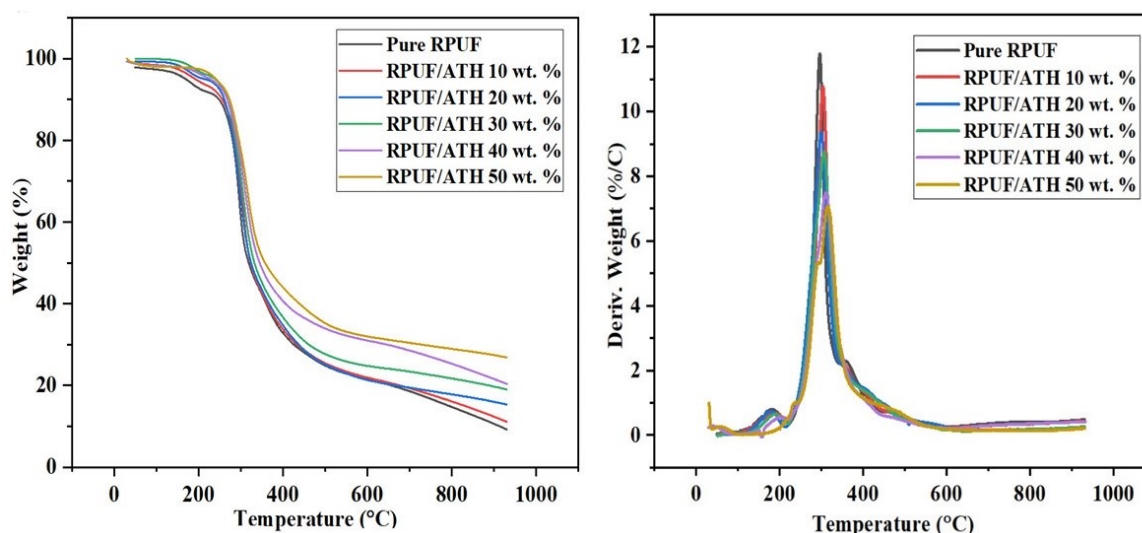 100
80
60
40
20
0
Weight (%)
0
200
400
600
800
1000
Temperature (°C)
Pure RPUF
RPUF/ATH 10 wt. %
RPUF/ATH 20 wt. %
RPUF/ATH 30 wt. %
RPUF/ATH 40 wt. %
RPUF/ATH 50 wt. %
12
10
8
6
4
2
0
Deriv. Weight (%/C)
0
200
400
600
800
1000
Temperature (°C)
Pure RPUF
RPUF/ATH 10 wt. %
RPUF/ATH 20 wt. %
RPUF/ATH 30 wt. %
RPUF/ATH 40 wt. %
RPUF/ATH 50 wt. %